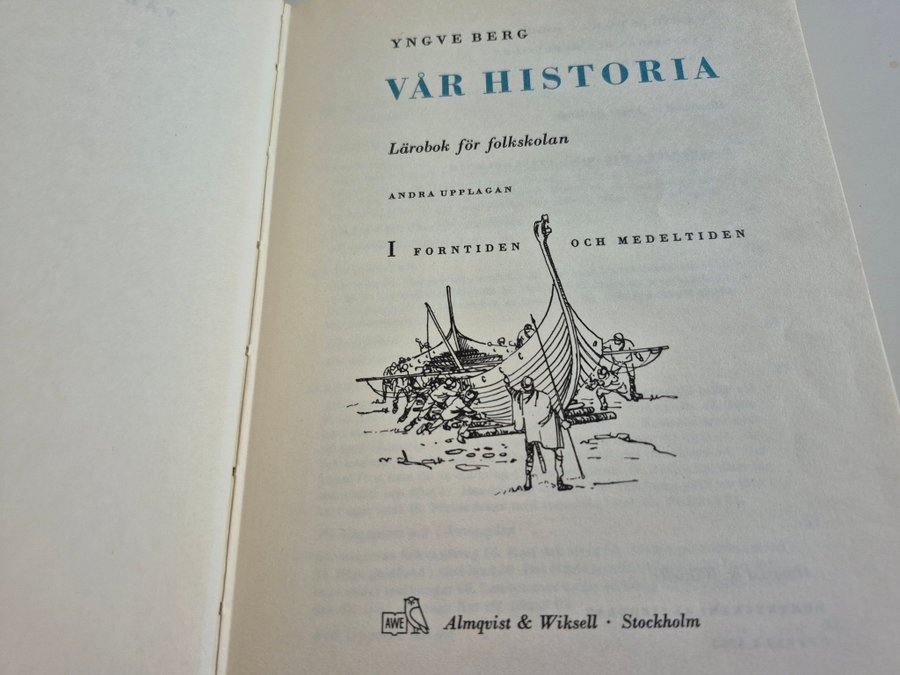 YNGVE BERG
VÅR HISTORIA
Lärobok för folkskolan
ANDRA UPPLAGAN
I FORNTIDEN OCH MEDELTIDEN
AWE Almqvist & Wiksell · Stockholm